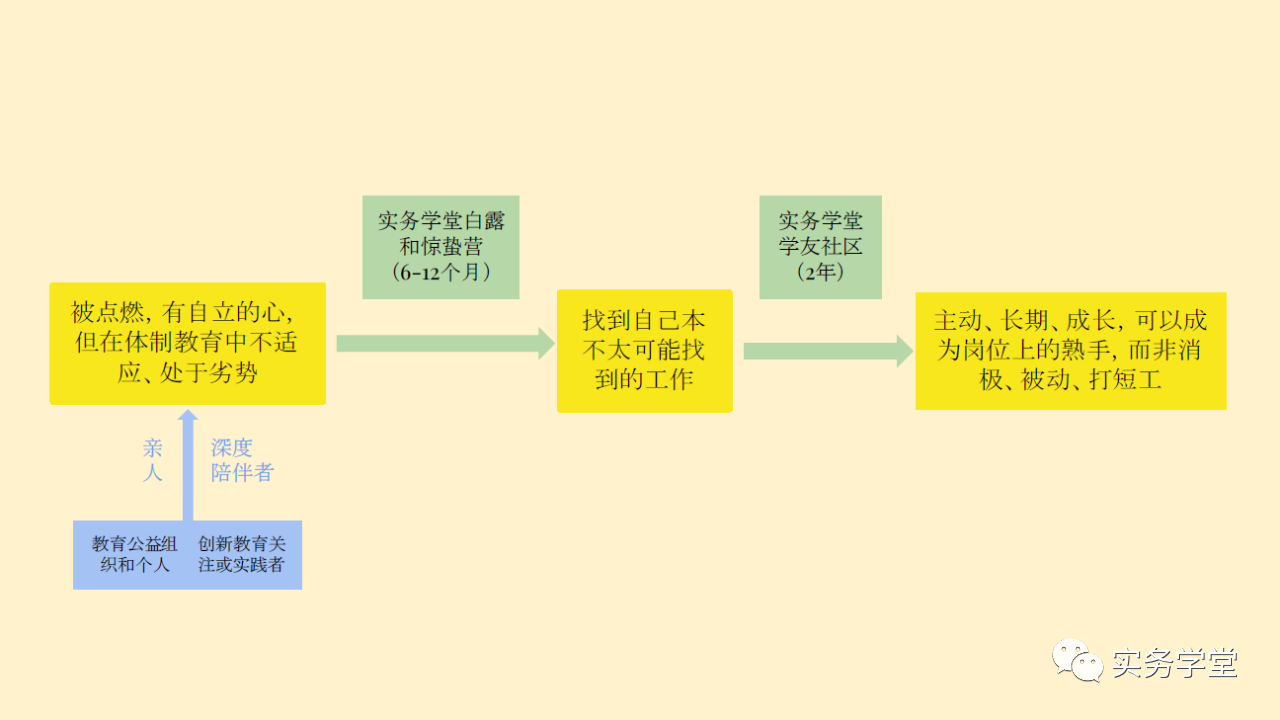 实务学堂白露
和惊蛰营
（6-12个月）
实务学堂
学友社区
（2年）
被点燃，有自立的心，
但在体制教育中不适
应、处于劣势
找到自己本
不太可能找
到的工作
主动、长期、成长，可以成
为岗位上的熟手，而非消
极、被动、打短工
亲
人
深度
陪伴者
教育公益组
织和个人
创新教育关
注或实践者
实务学堂